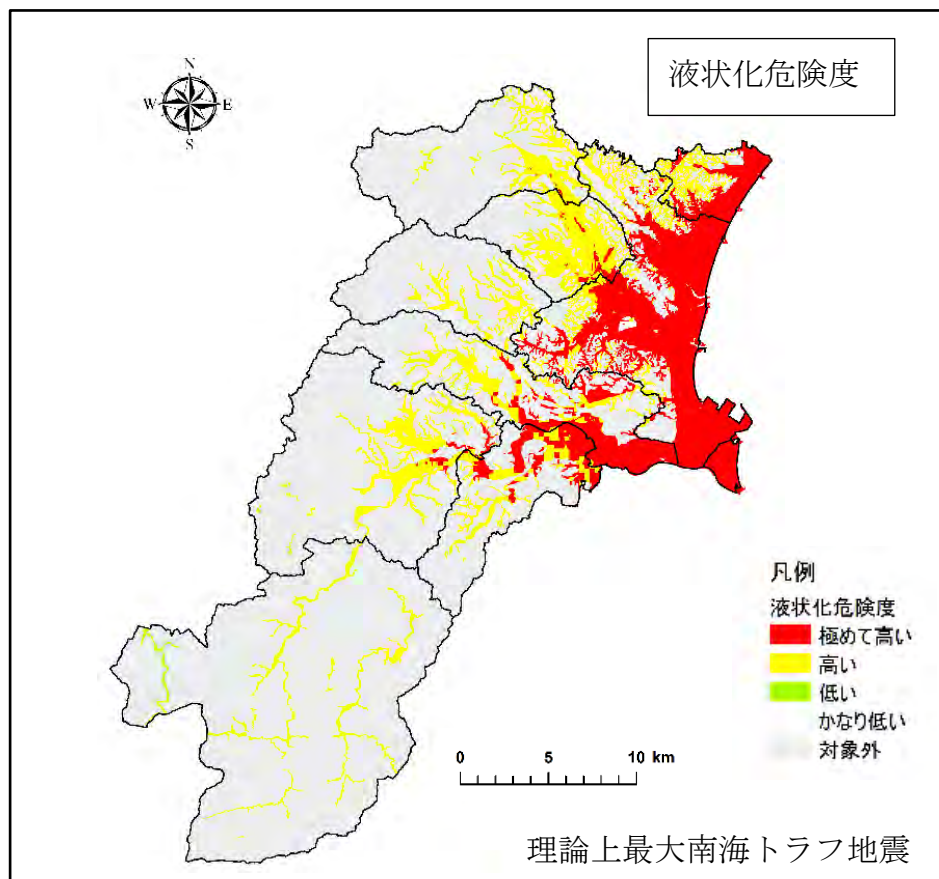 液状化危険度
N
W E
S
凡例
液状化危険度
極めて高い
高い
低い
かなり低い
対象外
0 5 10 km
理論上最大南海トラフ地震